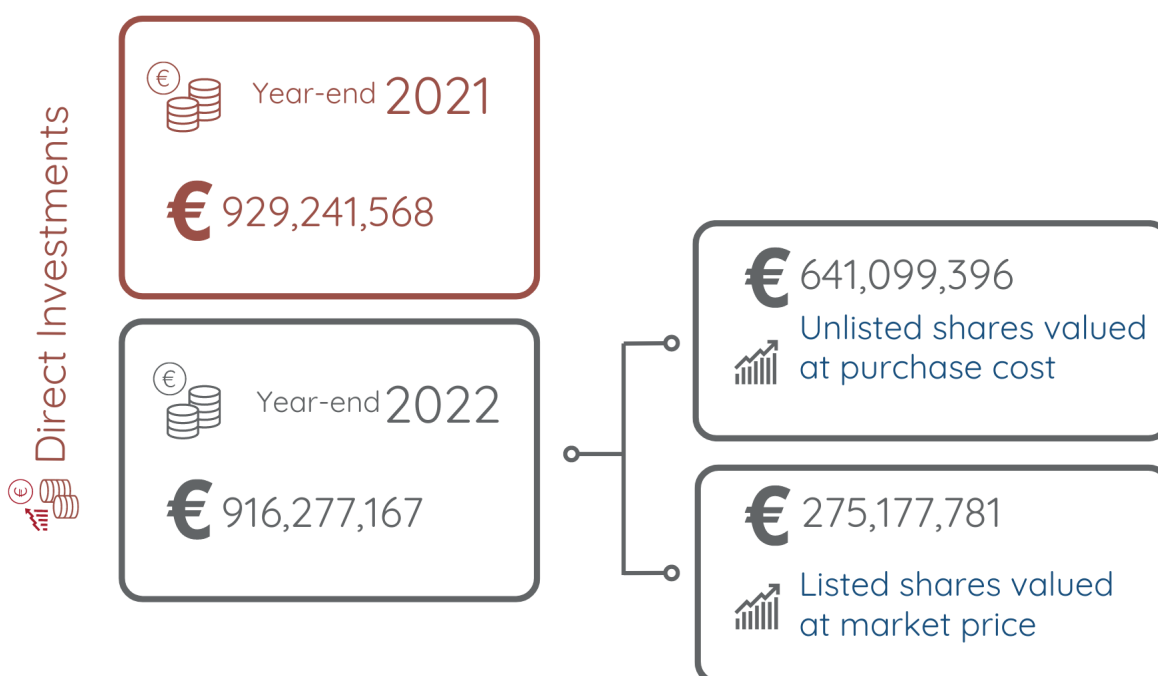 Direct Investments
Year-end 2021
€ 929,241,568
Year-end 2022
€ 916,277,167
€ 641,099,396
Unlisted shares valued
at purchase cost
€ 275,177,781
Listed shares valued
at market price